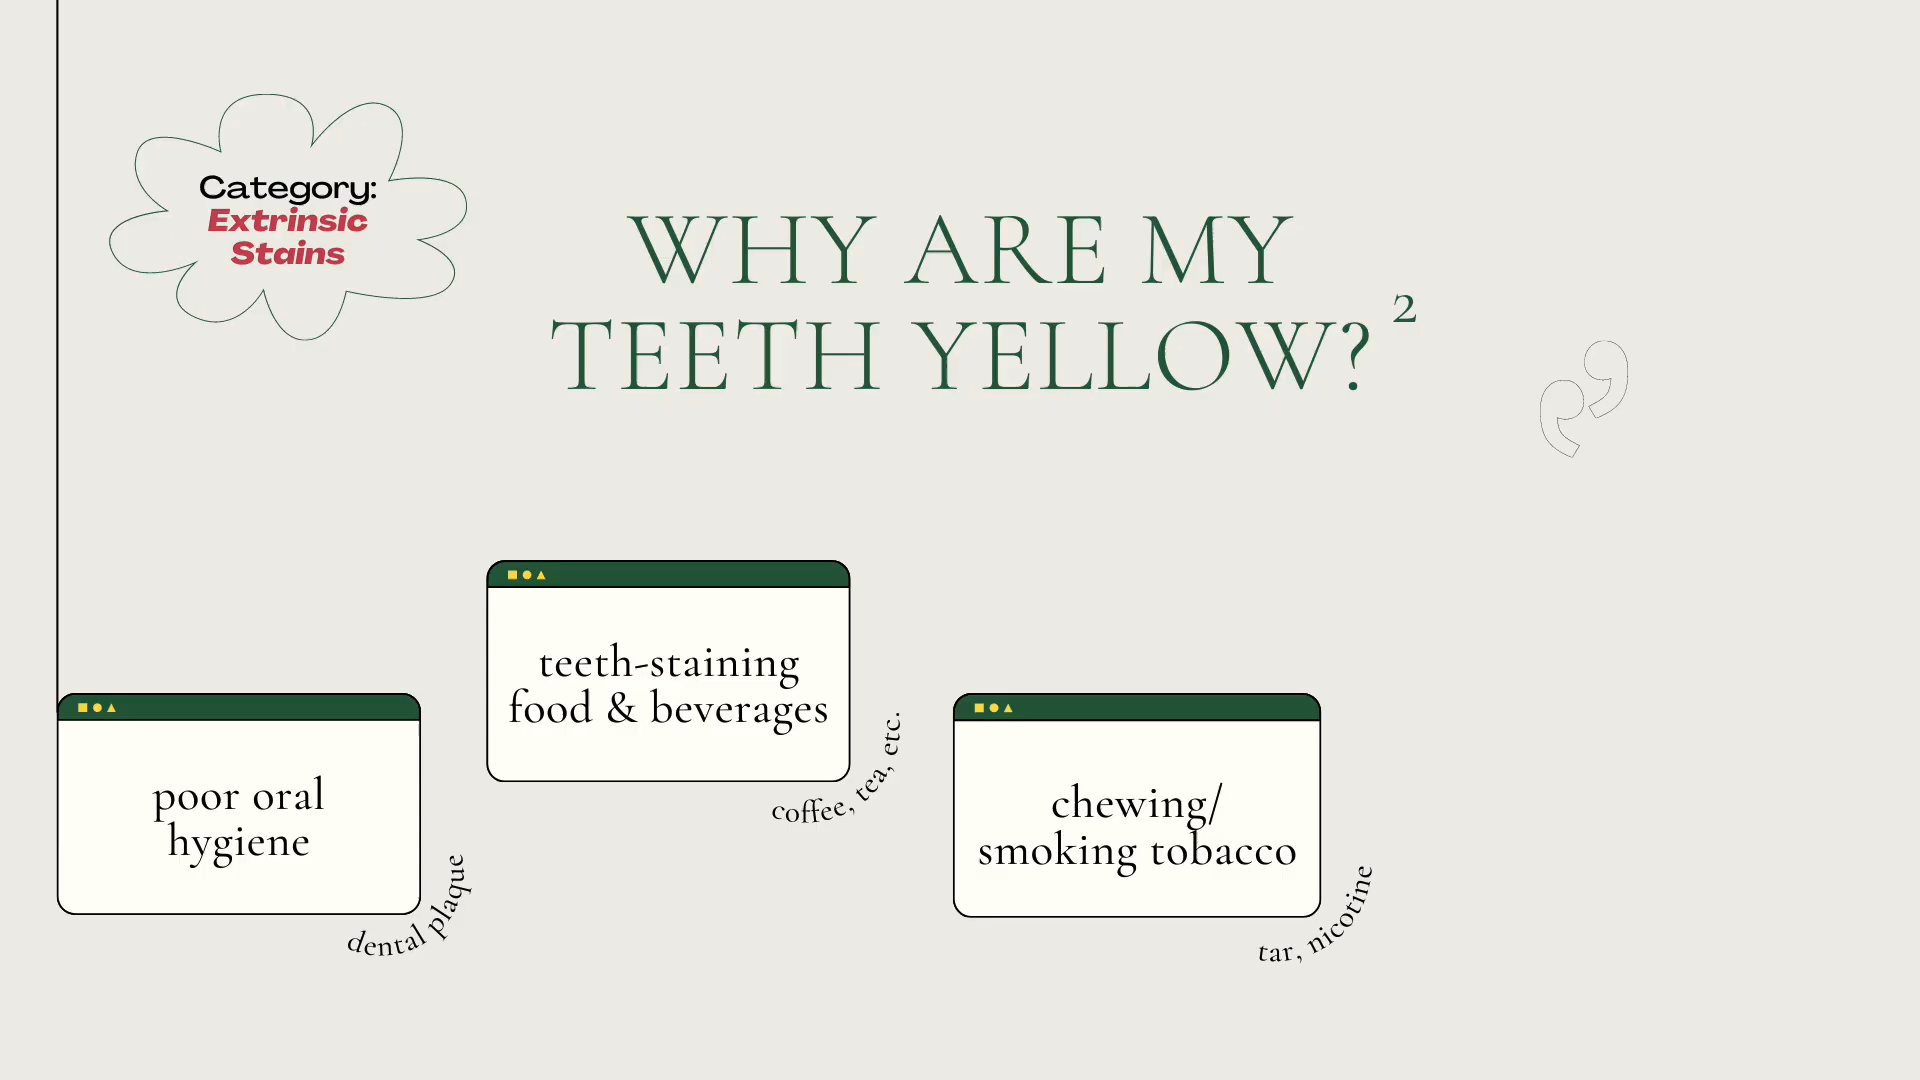 Category:
Extrinsic
Stains
WHY ARE MY
TEETH YELLOW? 2
poor oral
hygiene
dental plaque
teeth-staining
food & beverages
coffee, tea, etc.
chewing/
smoking tobacco
tar, nicotine